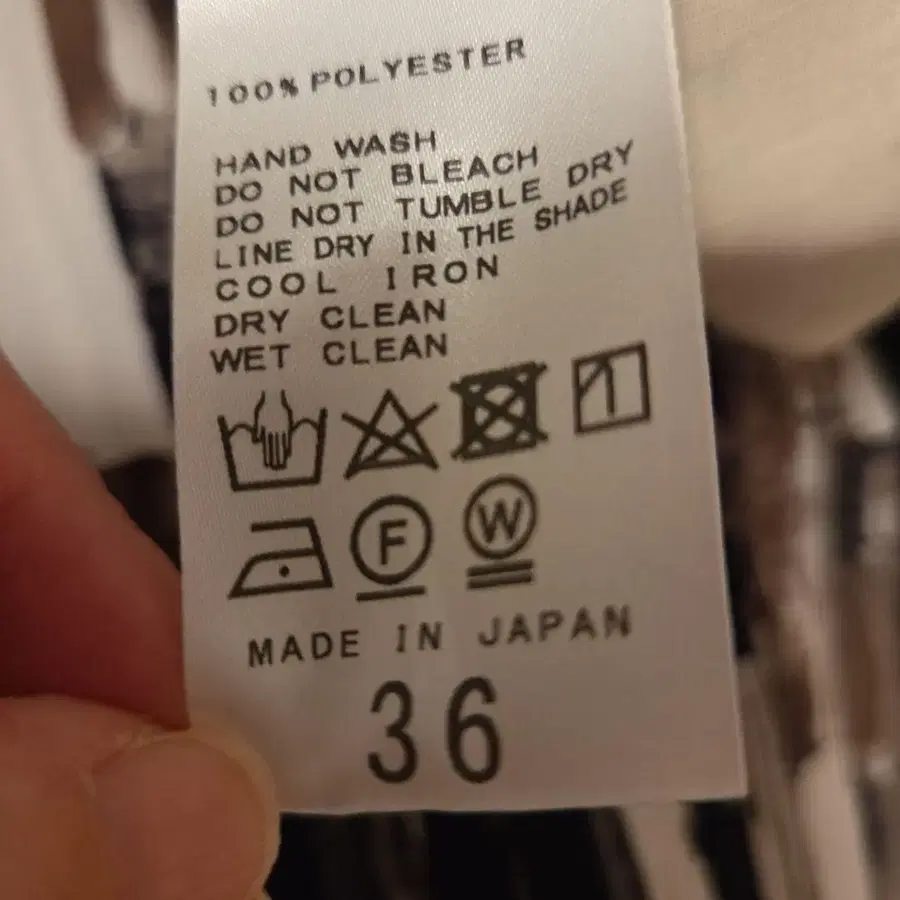 100% POLYESTER
HAND WASH
DO NOT BLEACH
DO NOT TUMBLE DRY
LINE DRY IN THE SHADE
COOL IRON
DRY CLEAN
WET CLEAN
F W
MADE IN JAPAN
36